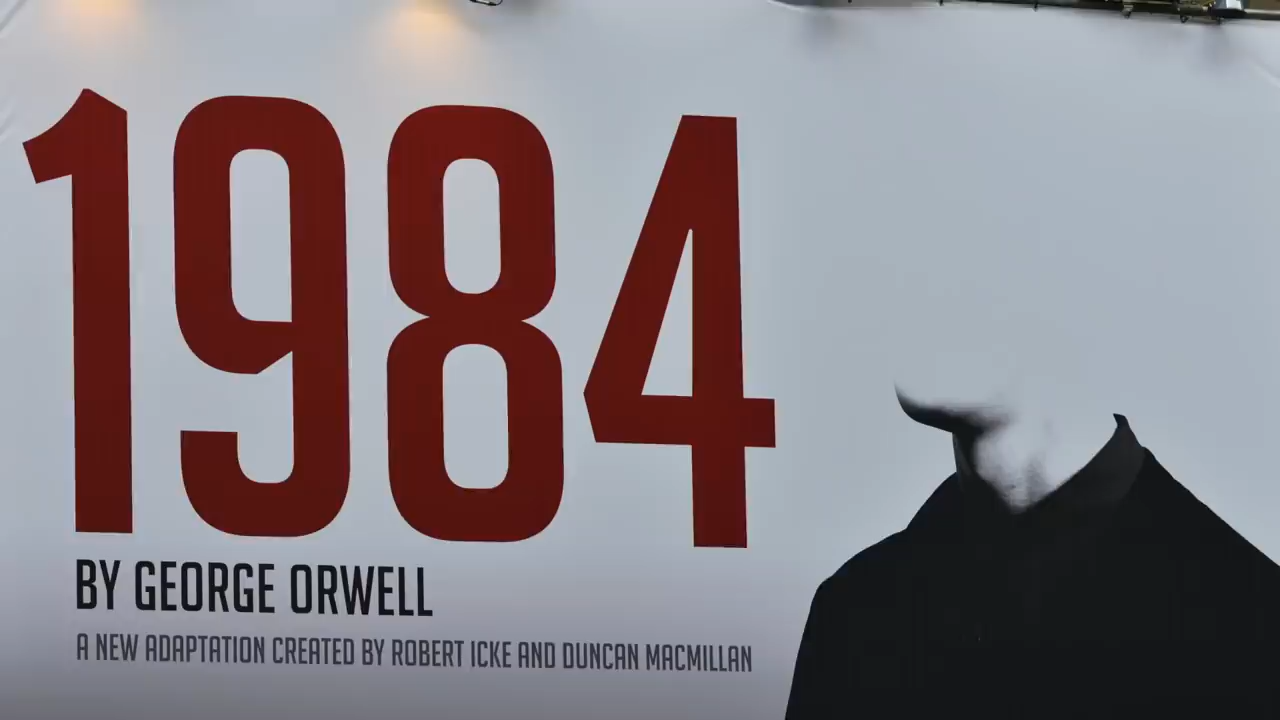 1984
BY GEORGE ORWELL
A NEW ADAPTATION CREATED BY ROBERT ICKE AND DUNCAN MACMILLAN